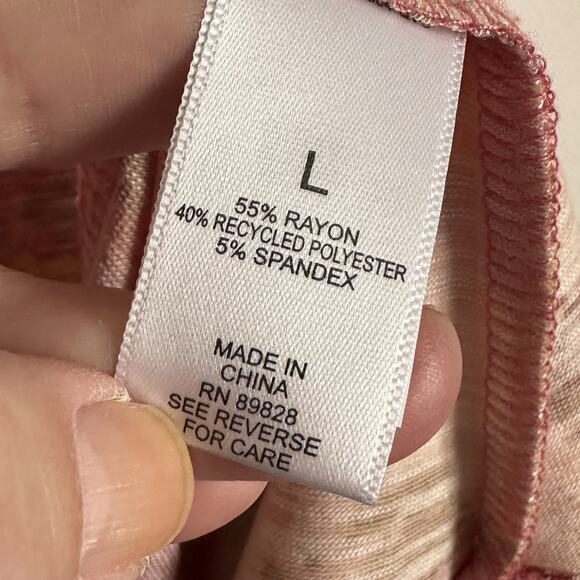 L
55% RAYON
40% RECYCLED POLYESTER
5% SPANDEX
MADE IN
CHINA
RN 89828
SEE REVERSE
FOR CARE